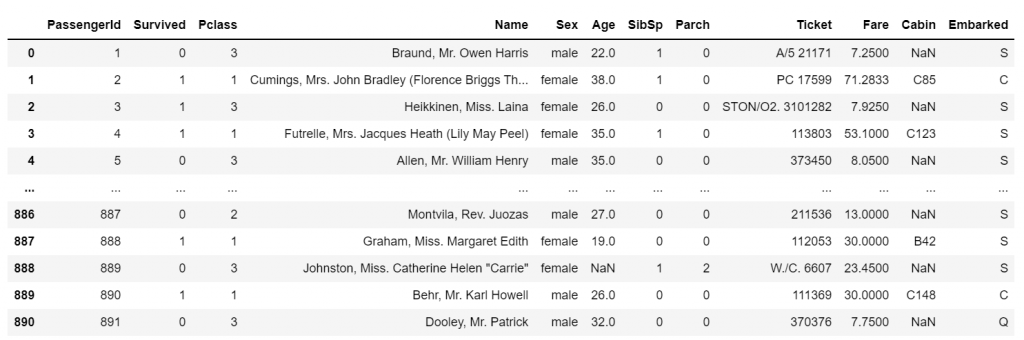 PassengerId Survived Pclass Name Sex Age SibSp Parch Ticket Fare Cabin Embarked
0 1 0 3 Braund, Mr. Owen Harris male 22.0 1 0 A/5 21171 7.2500 NaN S
1 2 1 1 Cumings, Mrs. John Bradley (Florence Briggs Th... female 38.0 1 0 PC 17599 71.2833 C85 C
2 3 1 3 Heikkinen, Miss. Laina female 26.0 0 0 STON/O2. 3101282 7.9250 NaN S
3 4 1 1 Futrelle, Mrs. Jacques Heath (Lily May Peel) female 35.0 1 0 113803 53.1000 C123 S
4 5 0 3 Allen, Mr. William Henry male 35.0 0 0 373450 8.0500 NaN S
... ... ... ... ... ... ... ... ... ... ... ... ...
886 887 0 2 Montvila, Rev. Juozas male 27.0 0 0 211536 13.0000 NaN S
887 888 1 1 Graham, Miss. Margaret Edith female 19.0 0 0 112053 30.0000 B42 S
888 889 0 3 Johnston, Miss. Catherine Helen "Carrie" female NaN 1 2 W./C. 6607 23.4500 NaN S
889 890 1 1 Behr, Mr. Karl Howell male 26.0 0 0 111369 30.0000 C148 C
890 891 0 3 Dooley, Mr. Patrick male 32.0 0 0 370376 7.7500 NaN Q